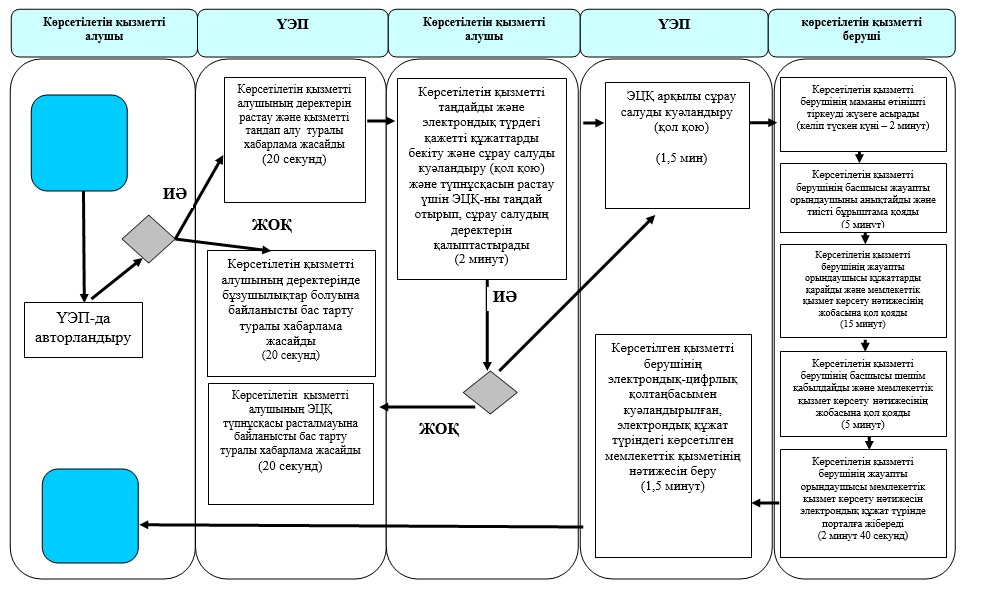 Көрсетілетін қызметті
алушы
ҮЭП
Көрсетілетін қызметті
алушы
ҮЭП
көрсетілетін қызметті
беруші
ҮЭП-да
авторландыру
ИӘ
ЖОҚ
Көрсетілетін қызметті
алушының деректерін
растау және қызметті
таңдап алу туралы
хабарлама жасайды
(20 секунд)
Көрсетілетін қызметті
алушының деректерінде
бұзушылықтар болуына
байланысты бас тарту
туралы хабарлама
жасайды
(20 секунд)
Көрсетілетін қызметті
алушының ЭЦҚ
түпнұсқасы расталмауына
байланысты бас тарту
туралы хабарлама жасайды
(20 секунд)
Көрсетілетін қызметті
таңдайды және
электрондық түрдегі
қажетті құжаттарды
бекіту және сұрау салуды
куәландыру (қол қою)
және түпнұсқасын растау
үшін ЭЦҚ-ны таңдай
отырып, сұрау салудың
деректерін
қалыптастырады
(2 минут)
ИӘ
ЖОҚ
ЭЦҚ арқылы сұрау
салуды куәландыру
(қол қою)
(1,5 мин)
Көрсетілген қызметті
берушінің
электрондық-цифрлық
қолтаңбасымен
куәландырылған,
электрондық құжат
түріндегі көрсетілген
мемлекеттік қызметінің
нәтижесін беру
(1,5 минут)
Көрсетілетін қызметті
берушінің маманы өтінішті
тіркеуді жүзеге асырады
(келіп түскен күні – 2 минут)
Көрсетілетін қызметті
берушінің басшысы жауапты
орындаушыны анықтайды және
тиісті бұрыштама қояды
(5 минут)
Көрсетілетін қызметті
берушінің жауапты
орындаушысы құжаттарды
қарайды және мемлекеттік
қызмет көрсету нәтижесінің
жобасына қол қояды
(15 минут)
Көрсетілетін қызметті
берушінің басшысы шешім
қабылдайды және мемлекеттік
қызмет көрсету нәтижесінің
жобасына қол қояды
(5 минут)
Көрсетілетін қызметті
берушінің жауапты
орындаушысы мемлекеттік
қызмет көрсету нәтижесін
электрондық құжат түрінде
порталға жібереді
(2 минут 40 секунд)